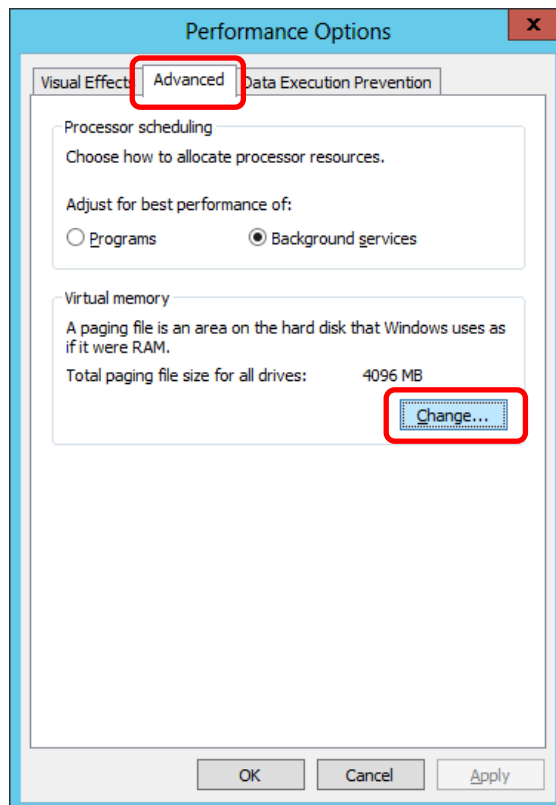 Performance Options
x
Visual Effects
Advanced
Data Execution Prevention
Processor scheduling
Choose how to allocate processor resources.
Adjust for best performance of:
Programs
Background services
Virtual memory
A paging file is an area on the hard disk that Windows uses as
if it were RAM.
Total paging file size for all drives: 4096 MB
Change...
OK
Cancel
Apply